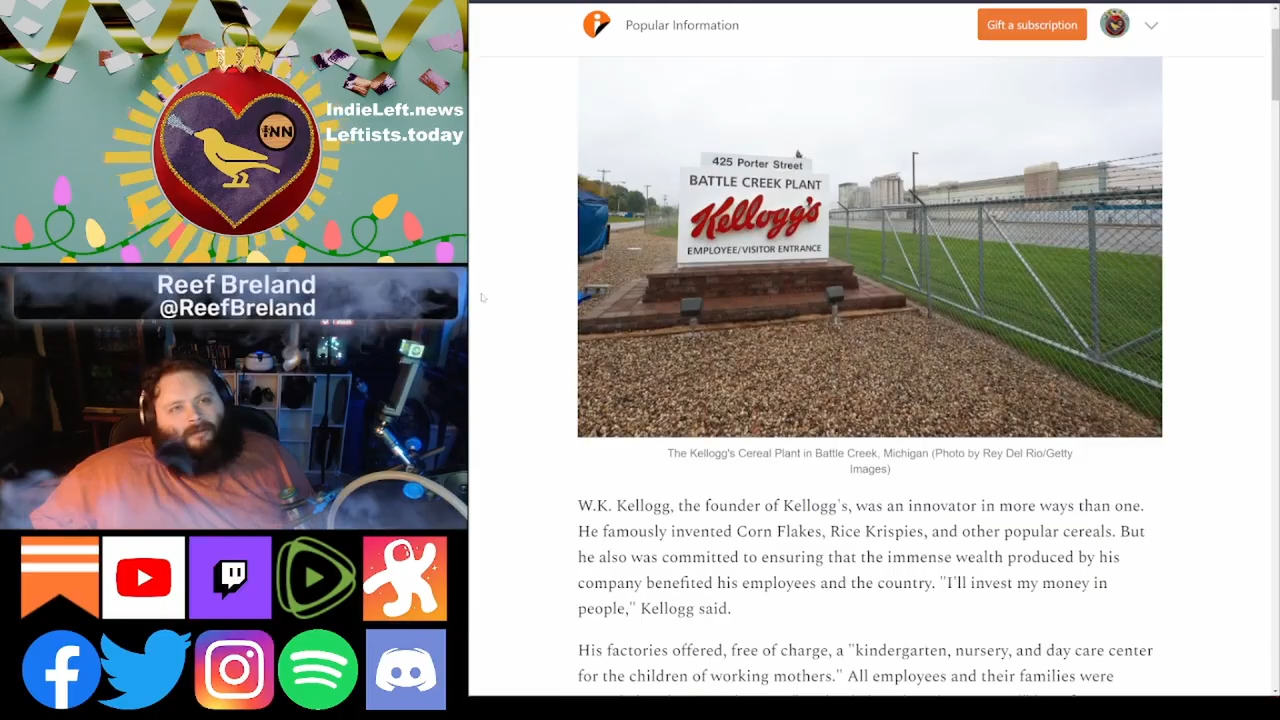 iNN
IndieLeft.news
Leftists.today
Reef Breland
@ReefBreland
Popular Information
Gift a subscription
425 Porter Street
BATTLE CREEK PLANT
Kellogg's
EMPLOYEE/VISITOR ENTRANCE
The Kellogg's Cereal Plant in Battle Creek, Michigan (Photo by Rey Del Rio/Getty
Images)
W.K. Kellogg, the founder of Kellogg's, was an innovator in more ways than one.
He famously invented Corn Flakes, Rice Krispies, and other popular cereals. But
he also was committed to ensuring that the immense wealth produced by his
company benefited his employees and the country. "I'll invest my money in
people," Kellogg said.
His factories offered, free of charge, a "kindergarten, nursery, and day care center
for the children of working mothers." All employees and their families were